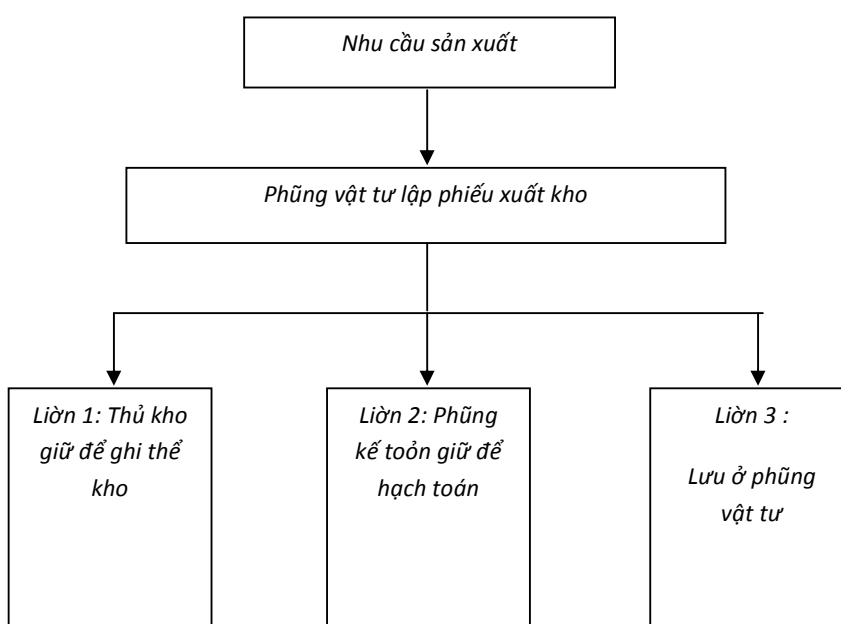 Nhu cầu sản xuất
Phũng vật tư lập phiếu xuất kho
Liờn 1: Thủ kho
giữ để ghi thể
kho
Liờn 2: Phũng
kế toỏn giữ để
hạch toán
Liờn 3 :
Lưu ở phũng
vật tư